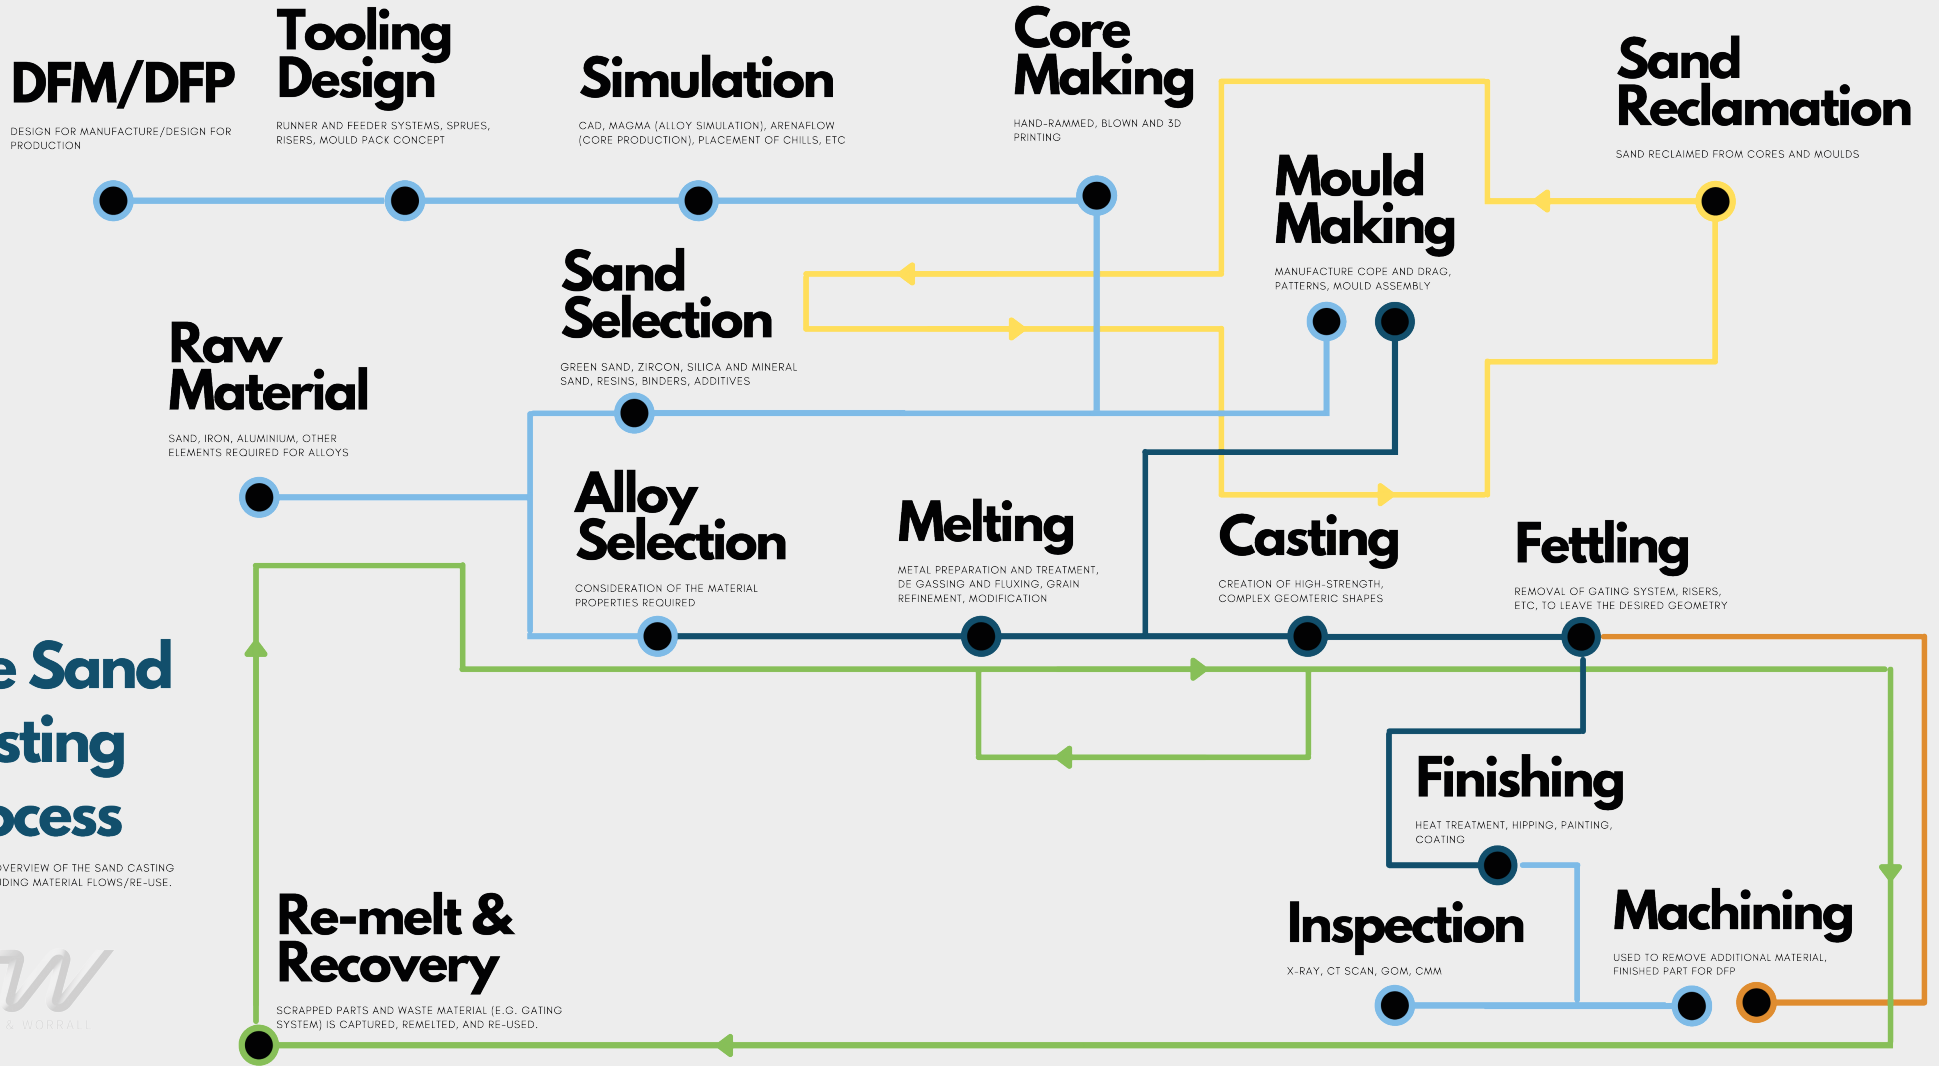 DFM/DFP
DESIGN FOR MANUFACTURE/DESIGN FOR
PRODUCTION
Tooling
Design
RUNNER AND FEEDER SYSTEMS, SPRUES,
RISERS, MOULD PACK CONCEPT
Simulation
CAD, MAGMA (ALLOY SIMULATION), ARENAFLOW
(CORE PRODUCTION), PLACEMENT OF CHILLS, ETC
Core
Making
HAND-RAMMED, BLOWN AND 3D
PRINTING
Mould
Making
MANUFACTURE COPE AND DRAG,
PATTERNS, MOULD ASSEMBLY
Sand
Reclamation
SAND RECLAIMED FROM CORES AND MOULDS
Raw
Material
SAND, IRON, ALUMINIUM, OTHER
ELEMENTS REQUIRED FOR ALLOYS
Sand
Selection
GREEN SAND, ZIRCON, SILICA AND MINERAL
SAND, RESINS, BINDERS, ADDITIVES
Alloy
Selection
CONSIDERATION OF THE MATERIAL
PROPERTIES REQUIRED
Melting
METAL PREPARATION AND TREATMENT,
DE GASSING AND FLUXING, GRAIN
REFINEMENT, MODIFICATION
Casting
CREATION OF HIGH-STRENGTH,
COMPLEX GEOMTERIC SHAPES
Fettling
REMOVAL OF GATING SYSTEM, RISERS,
ETC, TO LEAVE THE DESIRED GEOMETRY
e Sand
sting
ocess
OVERVIEW OF THE SAND CASTING
UDING MATERIAL FLOWS/RE-USE.
W
& WORRALL
Finishing
HEAT TREATMENT, HIPPING, PAINTING,
COATING
Re-melt &
Recovery
SCRAPPED PARTS AND WASTE MATERIAL (E.G. GATING
SYSTEM) IS CAPTURED, REMELTED, AND RE-USED.
Inspection
X-RAY, CT SCAN, GOM, CMM
Machining
USED TO REMOVE ADDITIONAL MATERIAL,
FINISHED PART FOR DFP